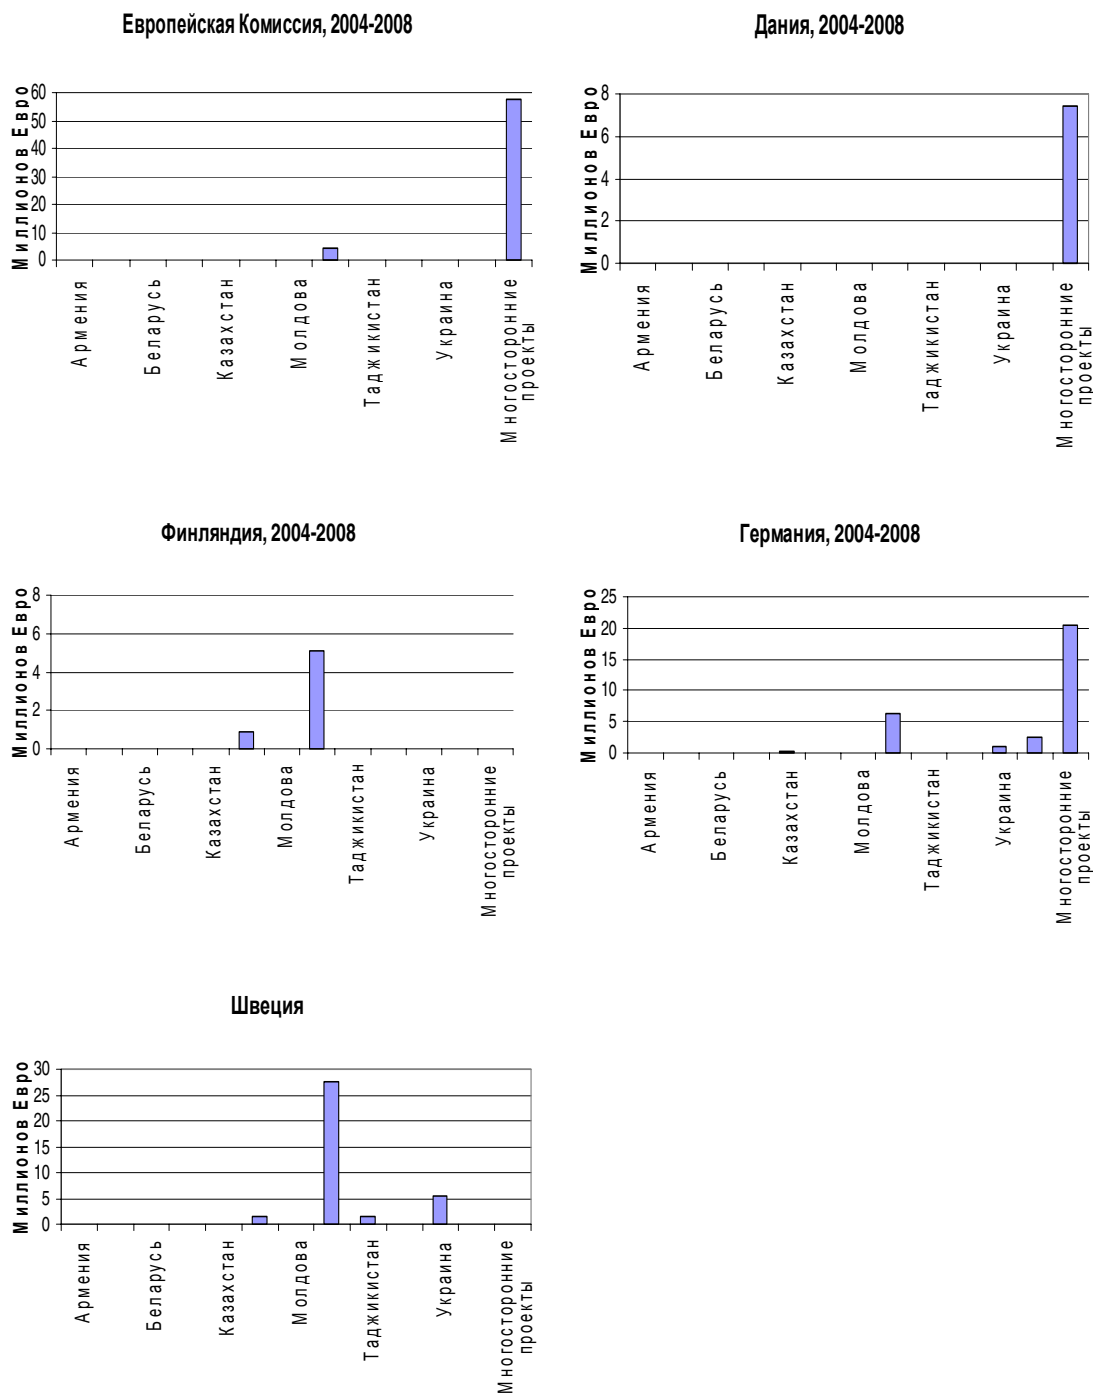 Европейская Комиссия, 2004-2008
Миллионов Евро
60
50
40
30
20
10
0
Армения
Беларусь
Казахстан
Молдова
Таджикистан
Украина
Многосторонние
проекты
Дания, 2004-2008
Миллионов Евро
8
6
4
2
0
Армения
Беларусь
Казахстан
Молдова
Таджикистан
Украина
Многосторонние
проекты
Финляндия, 2004-2008
Миллионов Евро
8
6
4
2
0
Армения
Беларусь
Казахстан
Молдова
Таджикистан
Украина
Многосторонние
проекты
Германия, 2004-2008
Миллионов Евро
25
20
15
10
5
0
Армения
Беларусь
Казахстан
Молдова
Таджикистан
Украина
Многосторонние
проекты
Швеция
Миллионов Евро
30
25
20
15
10
5
0
Армения
Беларусь
Казахстан
Молдова
Таджикистан
Украина
Многосторонние
проекты